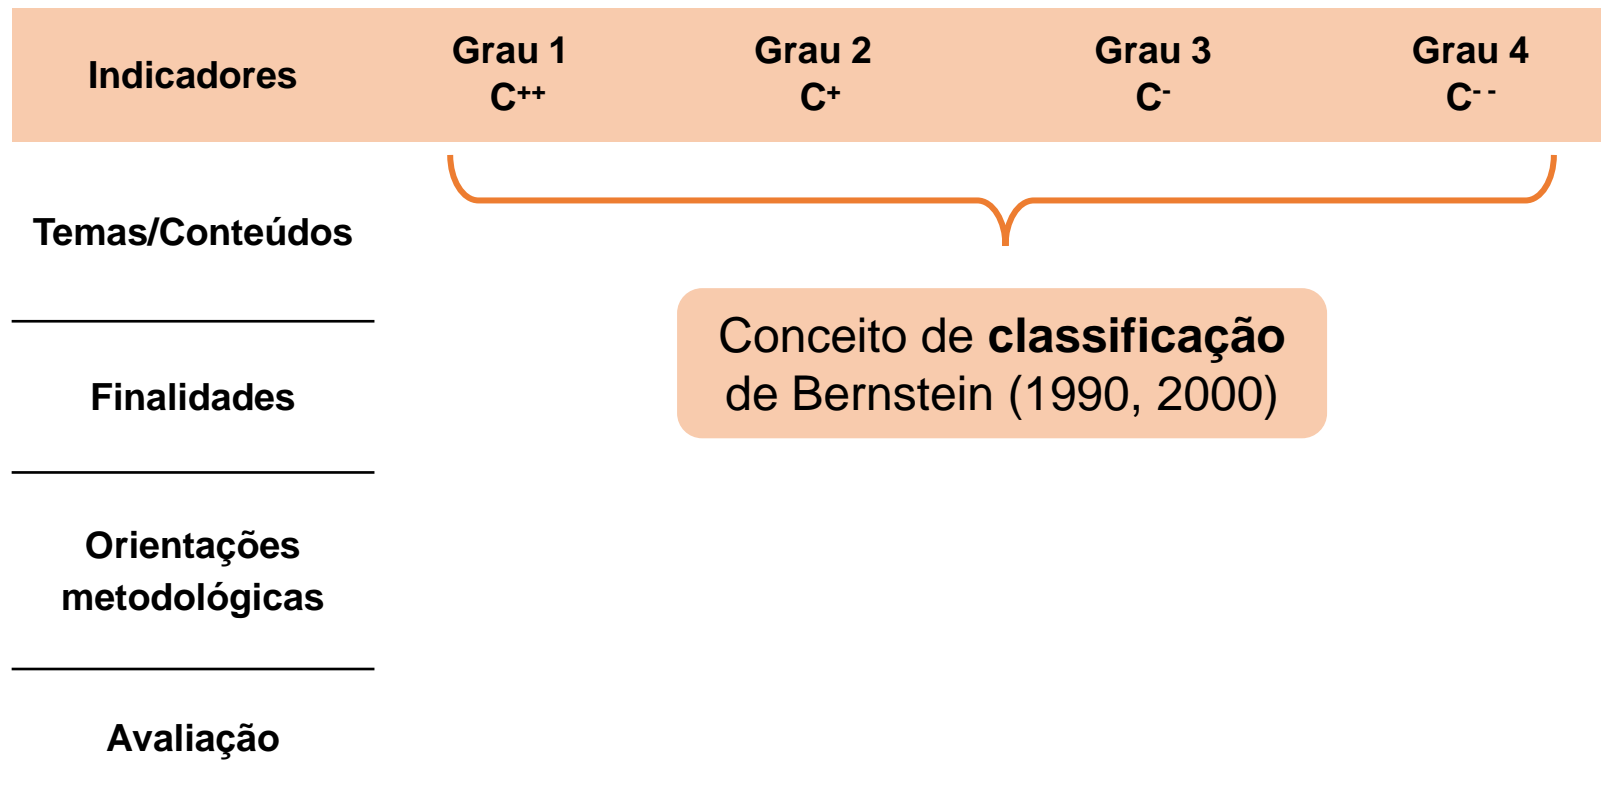 Indicadores
Grau 1
C++
Grau 2
C+
Grau 3
C-
Grau 4
C- -
Temas/Conteúdos
Conceito de classificação
de Bernstein (1990, 2000)
Finalidades
Orientações
metodológicas
Avaliação